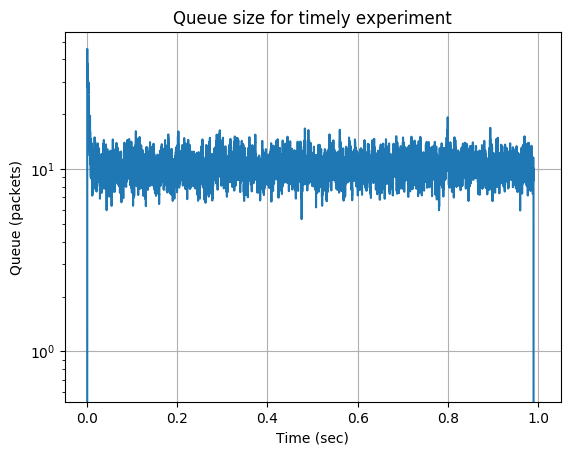 Queue size for timely experiment
Queue (packets)
10¹
10⁰
0.0 0.2 0.4 0.6 0.8 1.0
Time (sec)